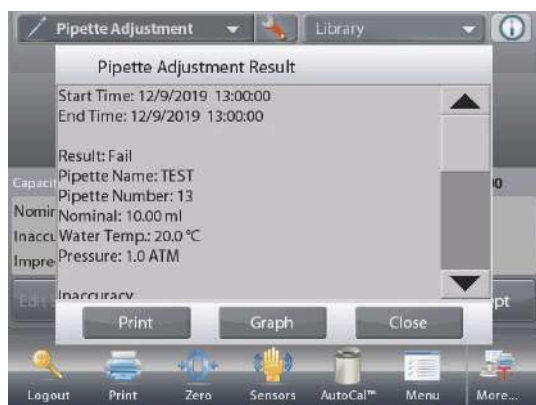 Pipette Adjustment
Library
Pipette Adjustment Result
Start Time: 12/9/2019 13:00:00
End Time: 12/9/2019 13:00:00
Result: Fail
Pipette Name: TEST
Pipette Number: 13
Nominal: 10.00 ml
Water Temp.: 20.0 °C
Pressure: 1.0 ATM
Inaccuracy
Print Graph Close
Logout Print Zero Sensors AutoCal™ Menu More...